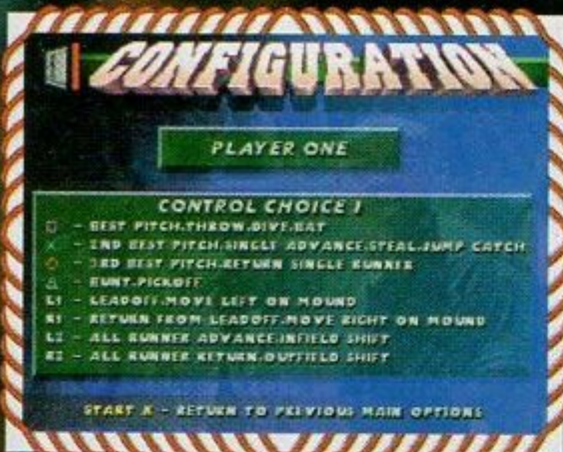 CONFIGURATION
PLAYER ONE
CONTROL CHOICE 1
□ - BEST PITCH.THROW.DIVE.BAT
X - 2ND BEST PITCH.SINGLE ADVANCE.STEAL.JUMP CATCH
○ - 3RD BEST PITCH.RETURN SINGLE RUNNER
△ - BUNT.PICKOFF
L1 - LEADOFF.MOVE LEFT ON MOUND
R1 - RETURN FROM LEADOFF.MOVE RIGHT ON MOUND
L2 - ALL RUNNER ADVANCE.INFIELD SHIFT
R2 - ALL RUNNER RETURN.OUTFIELD SHIFT
START X - RETURN TO PREVIOUS MAIN OPTIONS